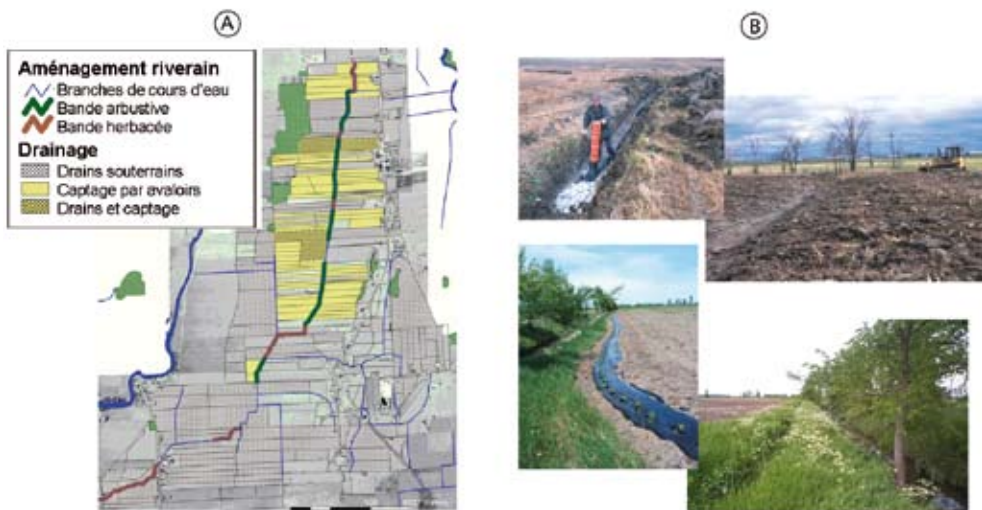 A
B
Aménagement riverain
Branches de cours d'eau
Bande arbustive
Bande herbacée
Drainage
Drains souterrains
Captage par avaloirs
Drains et captage